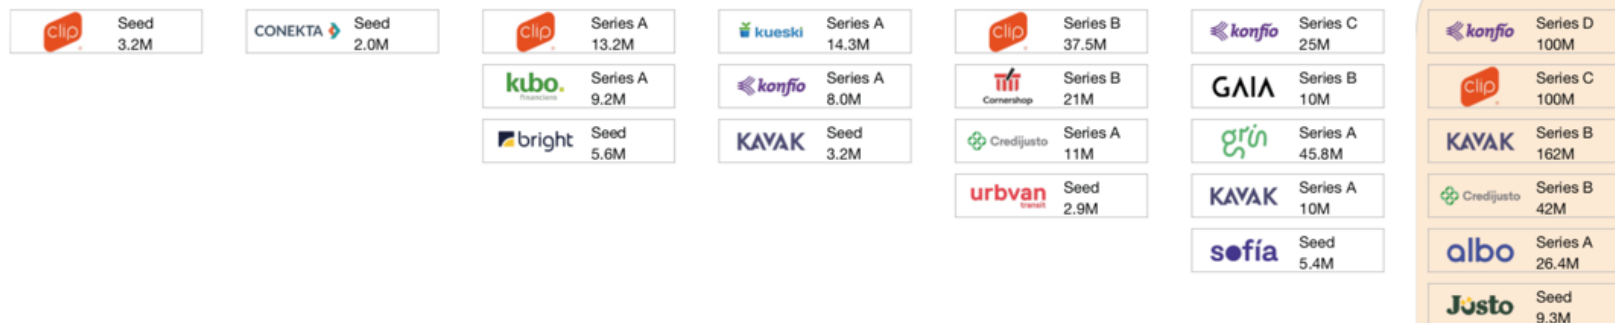 clip Seed
3.2M
CONEKTA Seed
2.0M
clip Series A
13.2M
kubo. Series A
financiero 9.2M
bright Seed
5.6M
kueski Series A
14.3M
konfío Series A
8.0M
KAVAK Seed
3.2M
clip Series B
37.5M
Cornershop Series B
21M
Credijusto Series A
11M
urbvan Seed
transit 2.9M
konfío Series C
25M
GAIA Series B
10M
grin Series A
45.8M
KAVAK Series A
10M
sofía Seed
5.4M
konfío Series D
100M
clip Series C
100M
KAVAK Series B
162M
Credijusto Series B
42M
albo Series A
26.4M
Jüsto Seed
9.3M